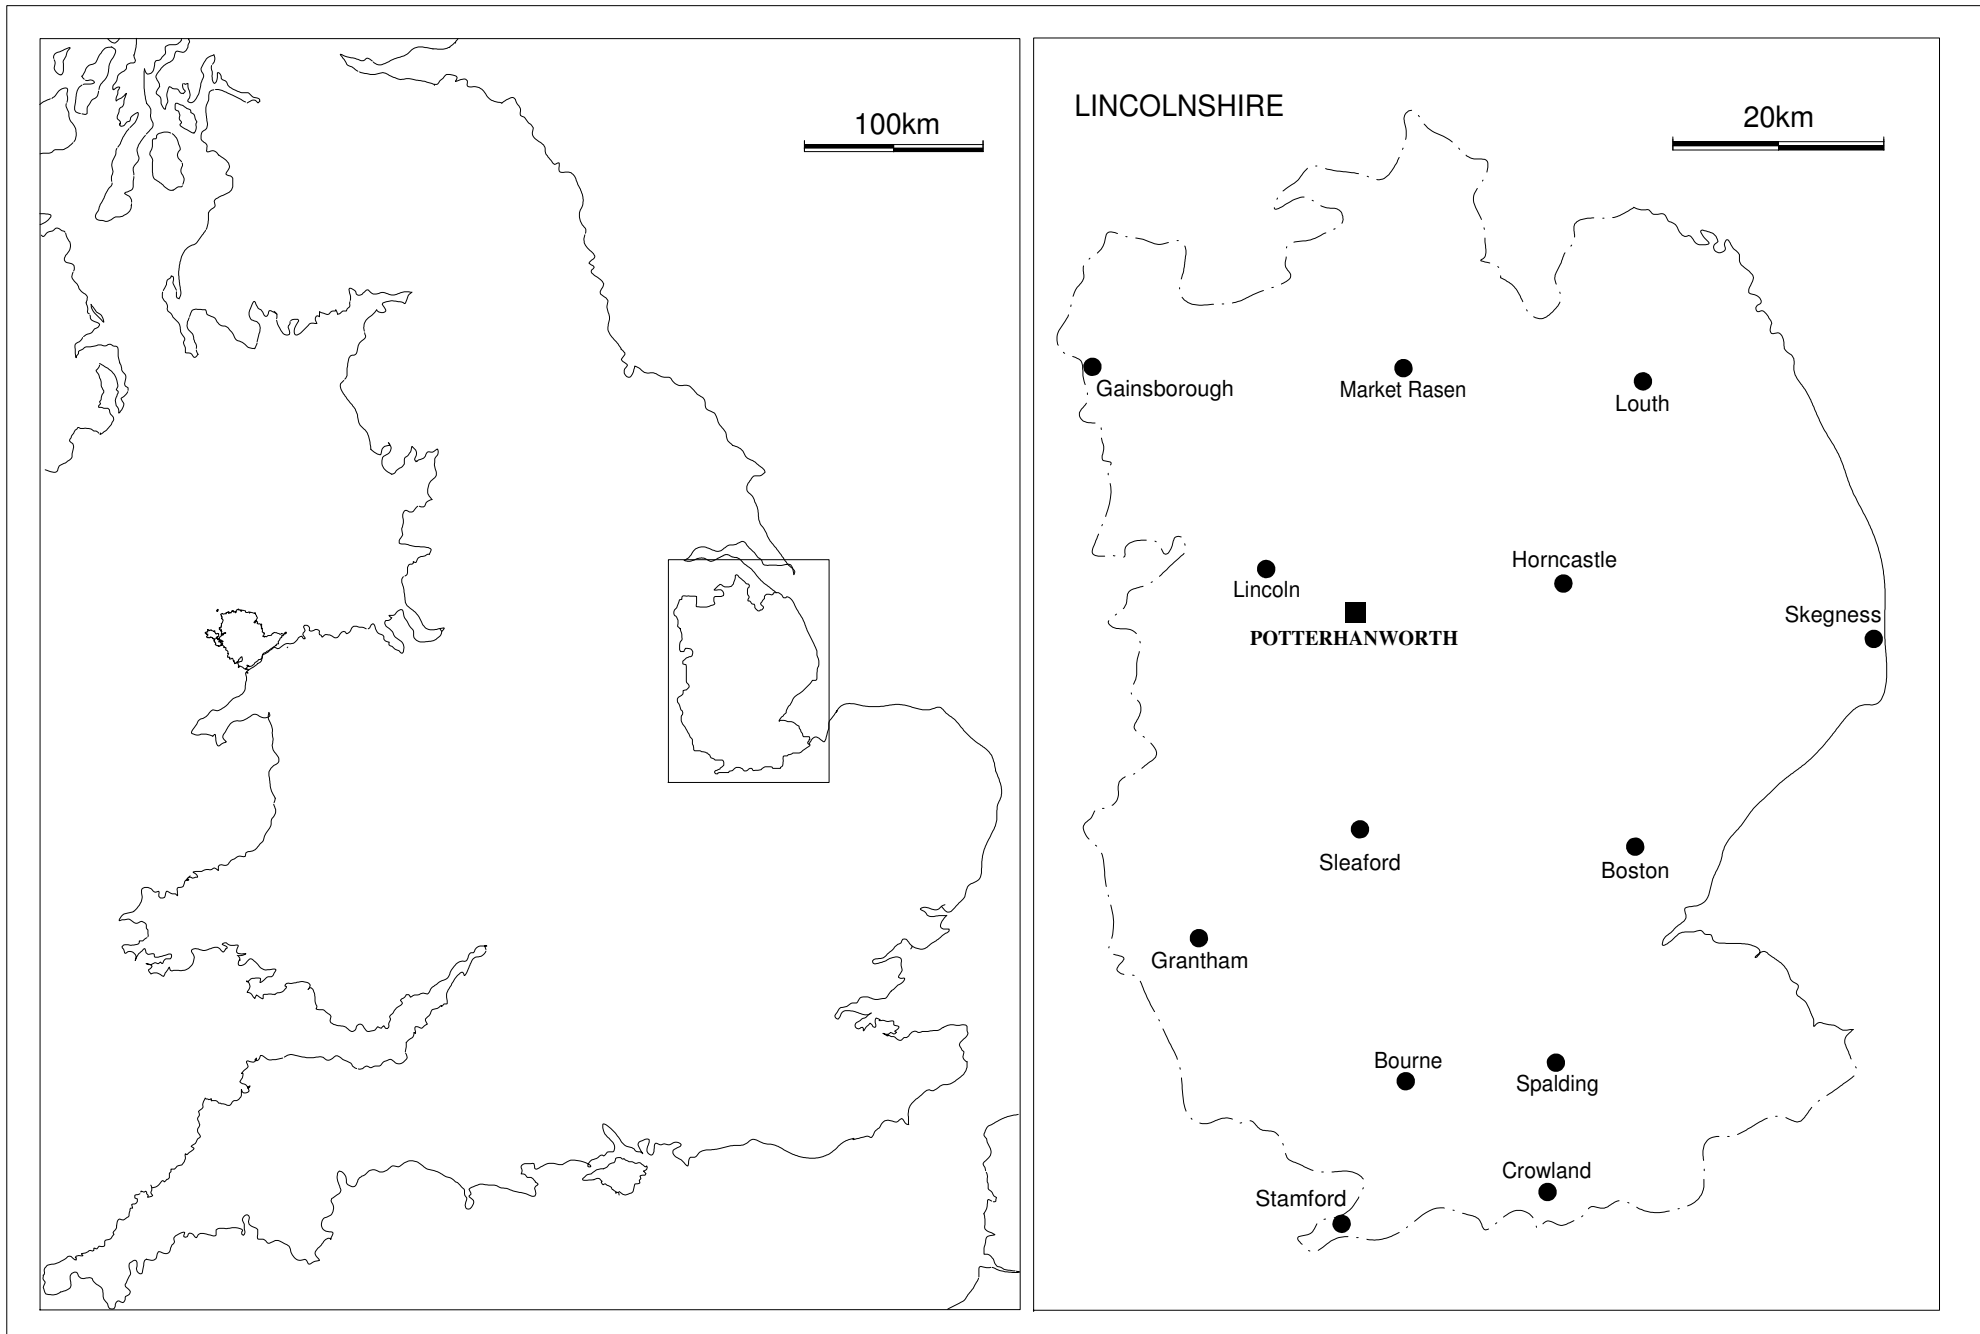 100km
LINCOLNSHIRE
20km
Gainsborough
Market Rasen
Louth
Horncastle
Lincoln
Skegness
POTTERHANWORTH
Sleaford
Boston
Grantham
Bourne
Spalding
Crowland
Stamford